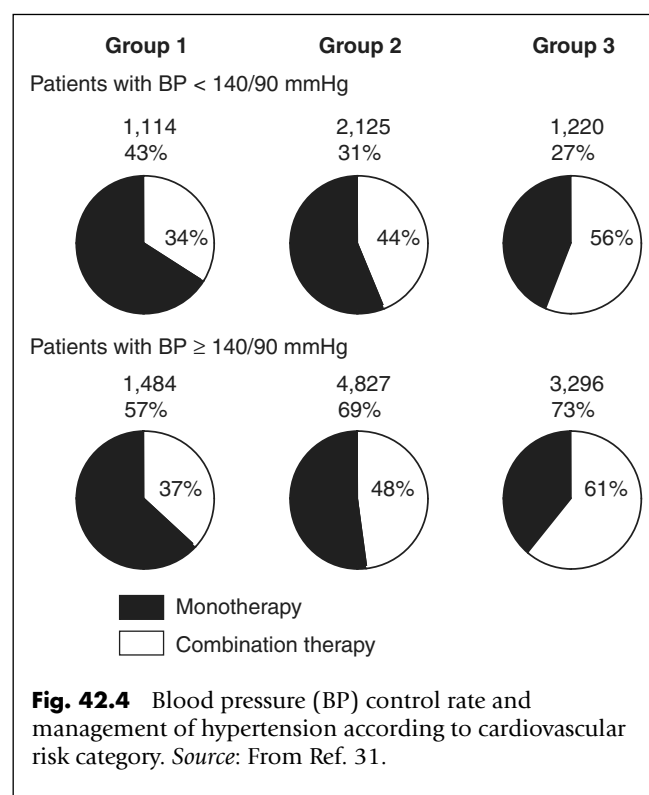 Group 1 Group 2 Group 3
Patients with BP < 140/90 mmHg
1,114 2,125 1,220
43% 31% 27%
34% 44% 56%
Patients with BP ≥ 140/90 mmHg
1,484 4,827 3,296
57% 69% 73%
37% 48% 61%
Monotherapy
Combination therapy
Fig. 42.4 Blood pressure (BP) control rate and
management of hypertension according to cardiovascular
risk category. Source: From Ref. 31.